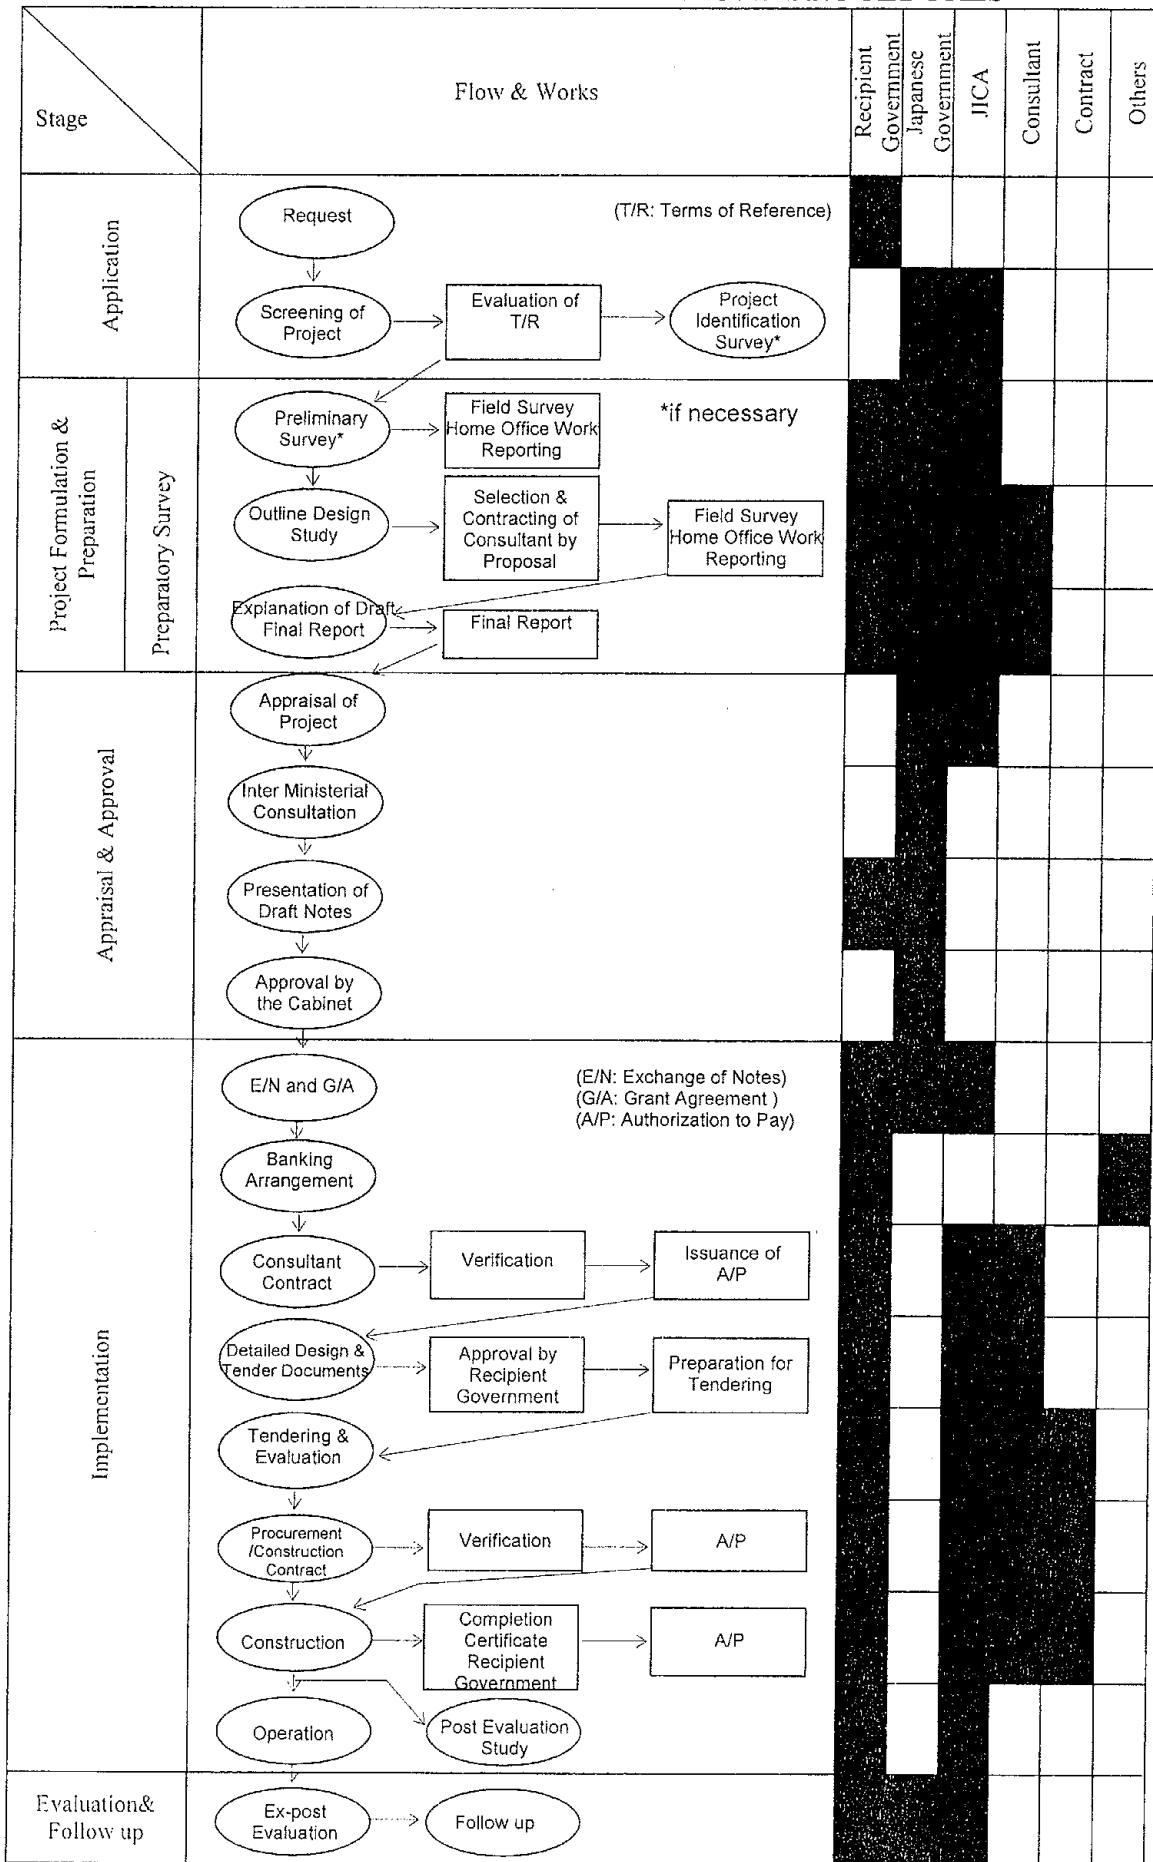 Stage
Flow & Works
Recipient
Government
Japanese
Government
JICA
Consultant
Contract
Others
Application
Request
(T/R: Terms of Reference)
Screening of
Project
Evaluation of
T/R
Project
Identification
Survey*
Project Formulation &
Preparation
Preparatory Survey
Preliminary
Survey*
Field Survey
Home Office Work
Reporting
*if necessary
Outline Design
Study
Selection &
Contracting of
Consultant by
Proposal
Field Survey
Home Office Work
Reporting
Explanation of Draft
Final Report
Final Report
Appraisal & Approval
Appraisal of
Project
Inter Ministerial
Consultation
Presentation of
Draft Notes
Approval by
the Cabinet
Implementation
E/N and G/A
(E/N: Exchange of Notes)
(G/A: Grant Agreement )
(A/P: Authorization to Pay)
Banking
Arrangement
Consultant
Contract
Verification
Issuance of
A/P
Detailed Design &
Tender Documents
Approval by
Recipient
Government
Preparation for
Tendering
Tendering &
Evaluation
Procurement
/Construction
Contract
Verification
A/P
Construction
Completion
Certificate
Recipient
Government
A/P
Operation
Post Evaluation
Study
Evaluation&
Follow up
Ex-post
Evaluation
Follow up